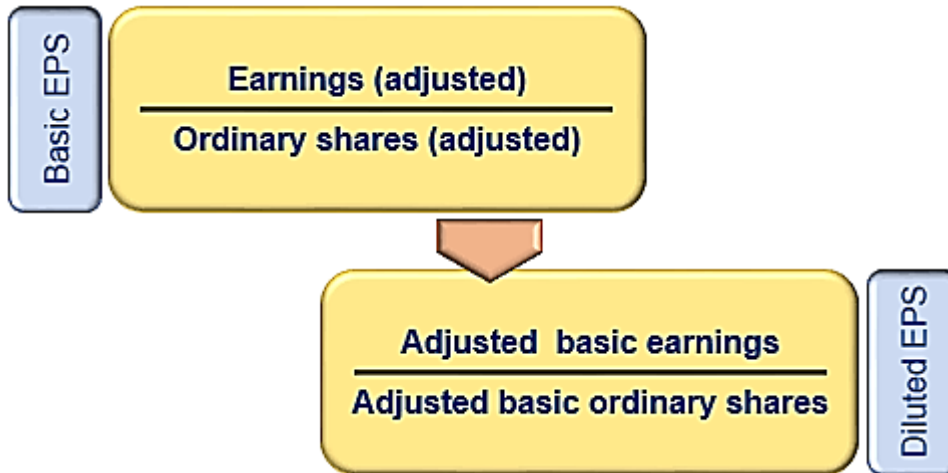 Basic EPS
Earnings (adjusted)
Ordinary shares (adjusted)
Adjusted basic earnings
Adjusted basic ordinary shares
Diluted EPS